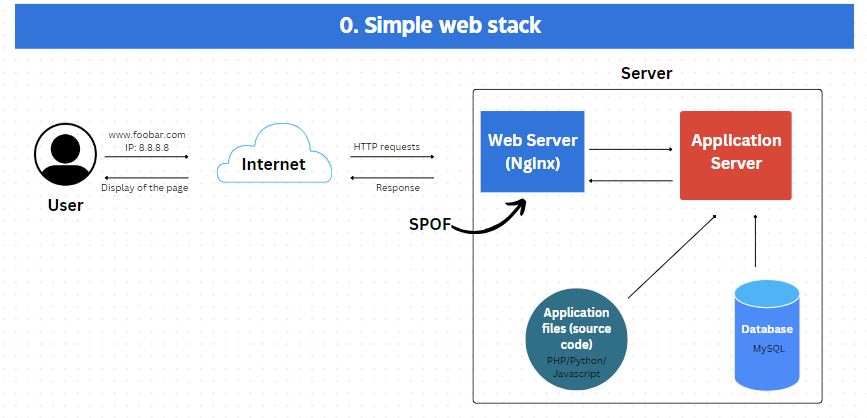 0. Simple web stack
Server
www.foobar.com
IP: 8.8.8.8
Display of the page
User
Internet
HTTP requests
Response
Web Server
(Nginx)
Application
Server
SPOF
Application
files (source
code)
PHP/Python/
Javascript
Database
MySQL